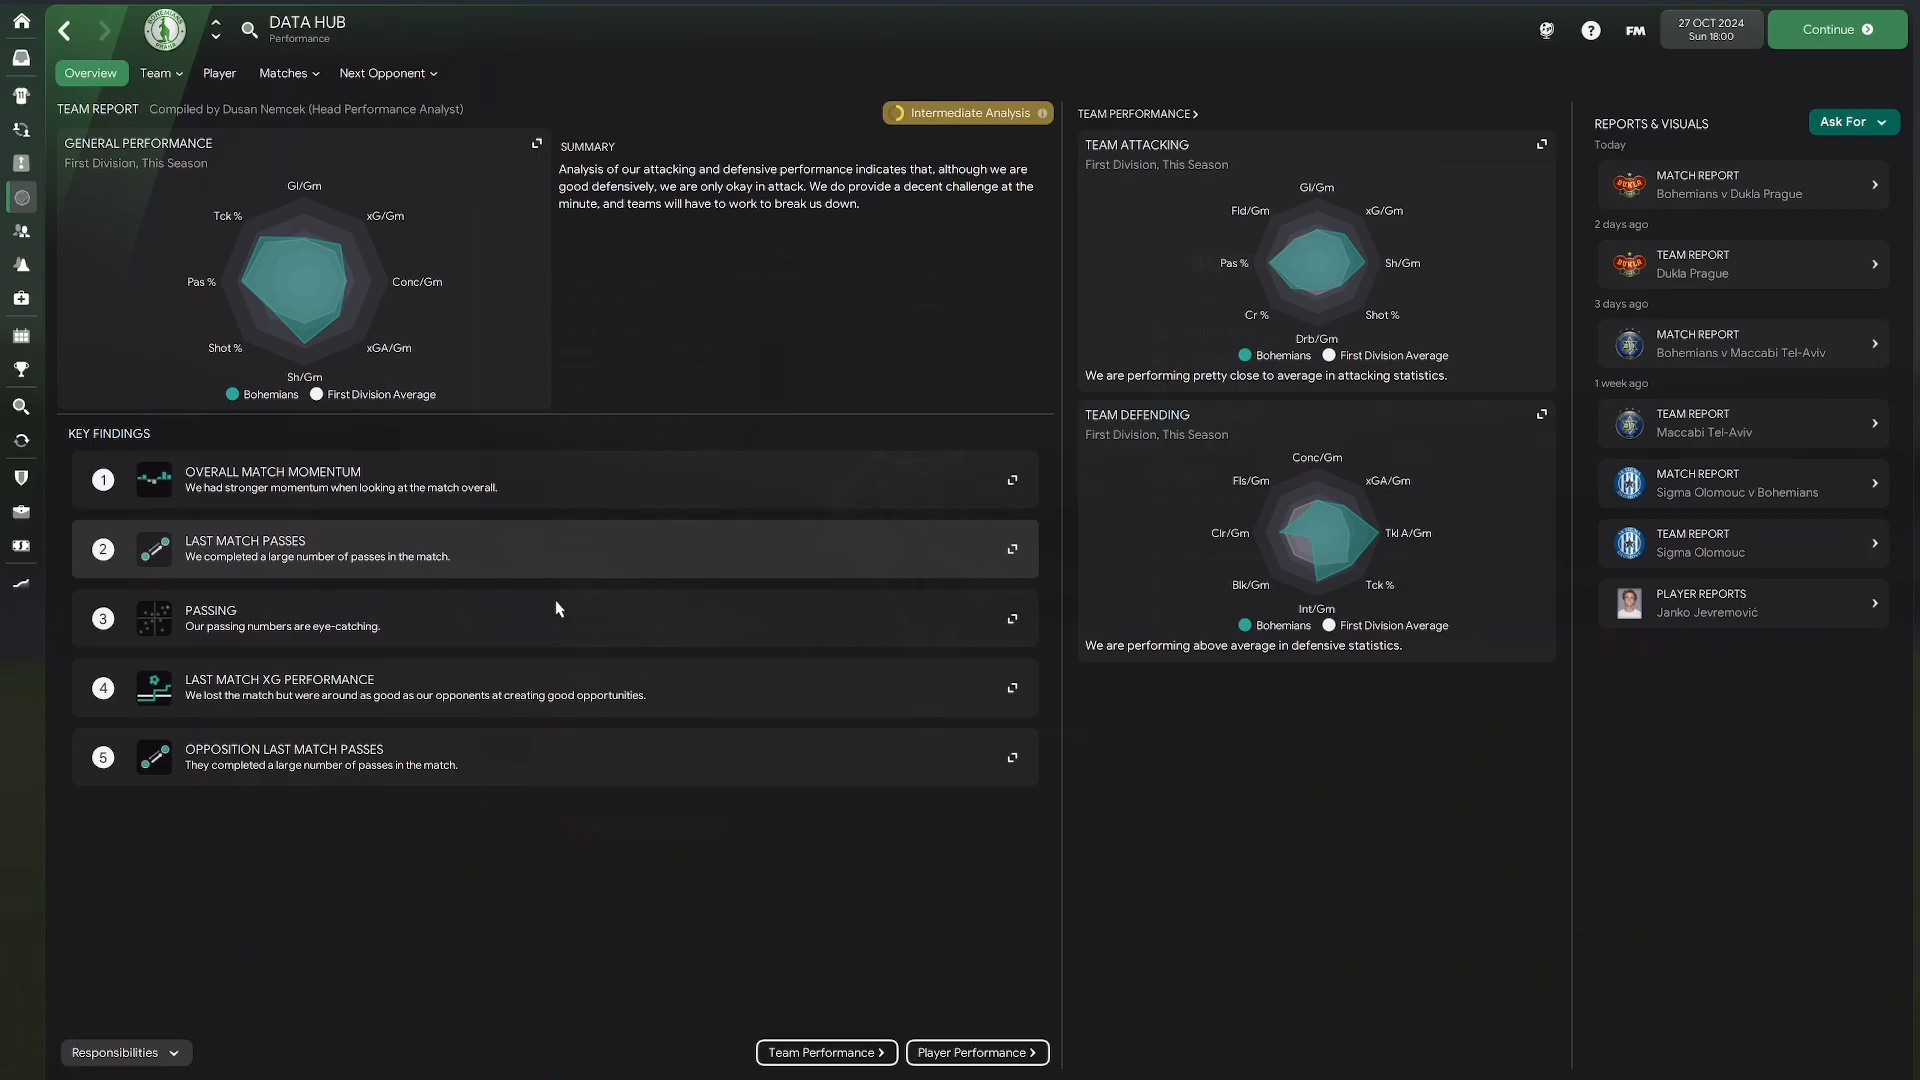 DATA HUB
Performance
FM
27 OCT 2024
Sun 18:00
Continue
Overview
Team
Player
Matches
Next Opponent
TEAM REPORT Compiled by Dusan Nemcek (Head Performance Analyst)
Intermediate Analysis
GENERAL PERFORMANCE
First Division, This Season
Gl/Gm
xG/Gm
Conc/Gm
xGA/Gm
Sh/Gm
Shot %
Pas %
Tck %
Bohemians
First Division Average
SUMMARY
Analysis of our attacking and defensive performance indicates that, although we are
good defensively, we are only okay in attack. We do provide a decent challenge at the
minute, and teams will have to work to break us down.
KEY FINDINGS
1
OVERALL MATCH MOMENTUM
We had stronger momentum when looking at the match overall.
2
LAST MATCH PASSES
We completed a large number of passes in the match.
3
PASSING
Our passing numbers are eye-catching.
4
LAST MATCH XG PERFORMANCE
We lost the match but were around as good as our opponents at creating good opportunities.
5
OPPOSITION LAST MATCH PASSES
They completed a large number of passes in the match.
Responsibilities
Team Performance >
Player Performance >
TEAM PERFORMANCE >
TEAM ATTACKING
First Division, This Season
Gl/Gm
xG/Gm
Sh/Gm
Shot %
Drb/Gm
Cr %
Pas %
Fld/Gm
Bohemians
First Division Average
We are performing pretty close to average in attacking statistics.
TEAM DEFENDING
First Division, This Season
Conc/Gm
xGA/Gm
Tkl A/Gm
Tck %
Int/Gm
Blk/Gm
Clr/Gm
Fls/Gm
Bohemians
First Division Average
We are performing above average in defensive statistics.
REPORTS & VISUALS
Ask For
Today
MATCH REPORT
Bohemians v Dukla Prague
2 days ago
TEAM REPORT
Dukla Prague
3 days ago
MATCH REPORT
Bohemians v Maccabi Tel-Aviv
1 week ago
TEAM REPORT
Maccabi Tel-Aviv
MATCH REPORT
Sigma Olomouc v Bohemians
TEAM REPORT
Sigma Olomouc
PLAYER REPORTS
Janko Jevremović